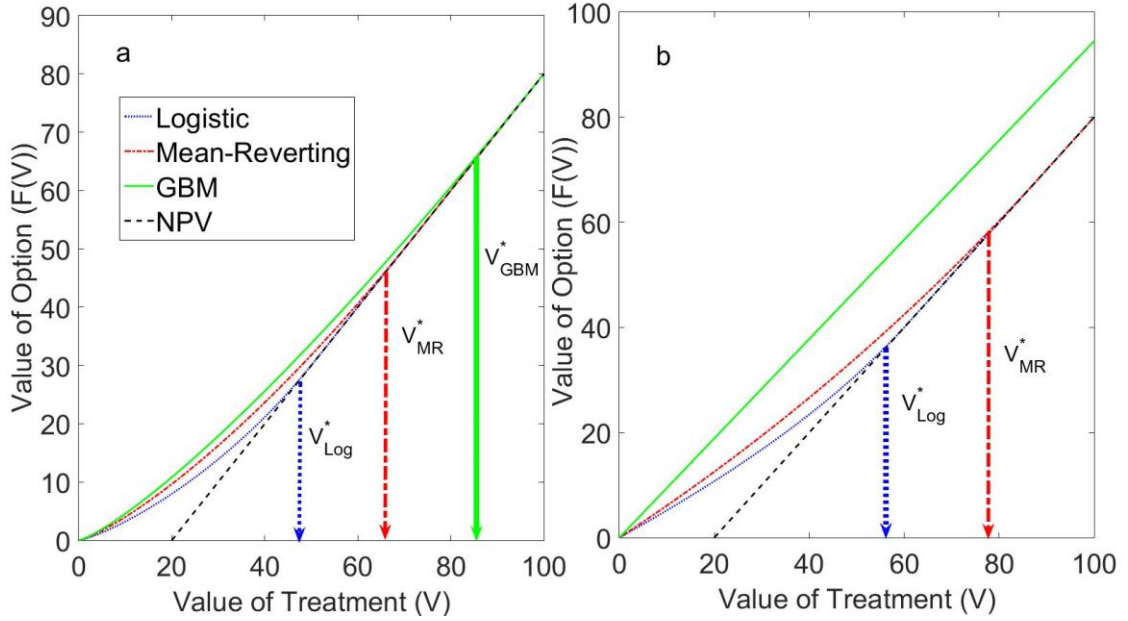 a
90
80
70
60
50
40
30
20
10
0
Value of Option (F(V))
Logistic
Mean-Reverting
GBM
NPV
V*GBM
V*MR
V*Log
0 20 40 60 80 100
Value of Treatment (V)
b
100
80
60
40
20
0
Value of Option (F(V))
V*Log
V*MR
0 20 40 60 80 100
Value of Treatment (V)